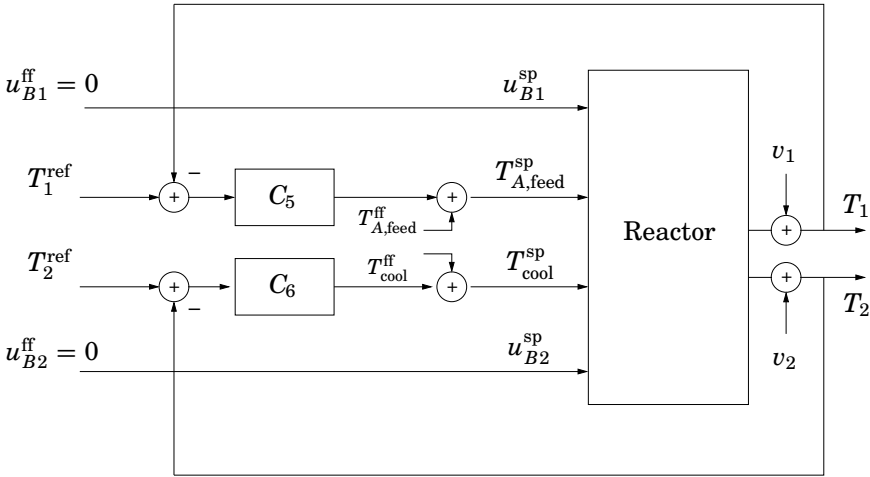 u_{B1}^{ff} = 0
u_{B1}^{sp}
T_1^{ref}
−
C_5
+
+
T_{A,feed}^{ff}
T_{A,feed}^{sp}
Reactor
v_1
+
T_1
T_2^{ref}
+
−
C_6
T_{cool}^{ff}
+
T_{cool}^{sp}
+
T_2
v_2
u_{B2}^{ff} = 0
u_{B2}^{sp}